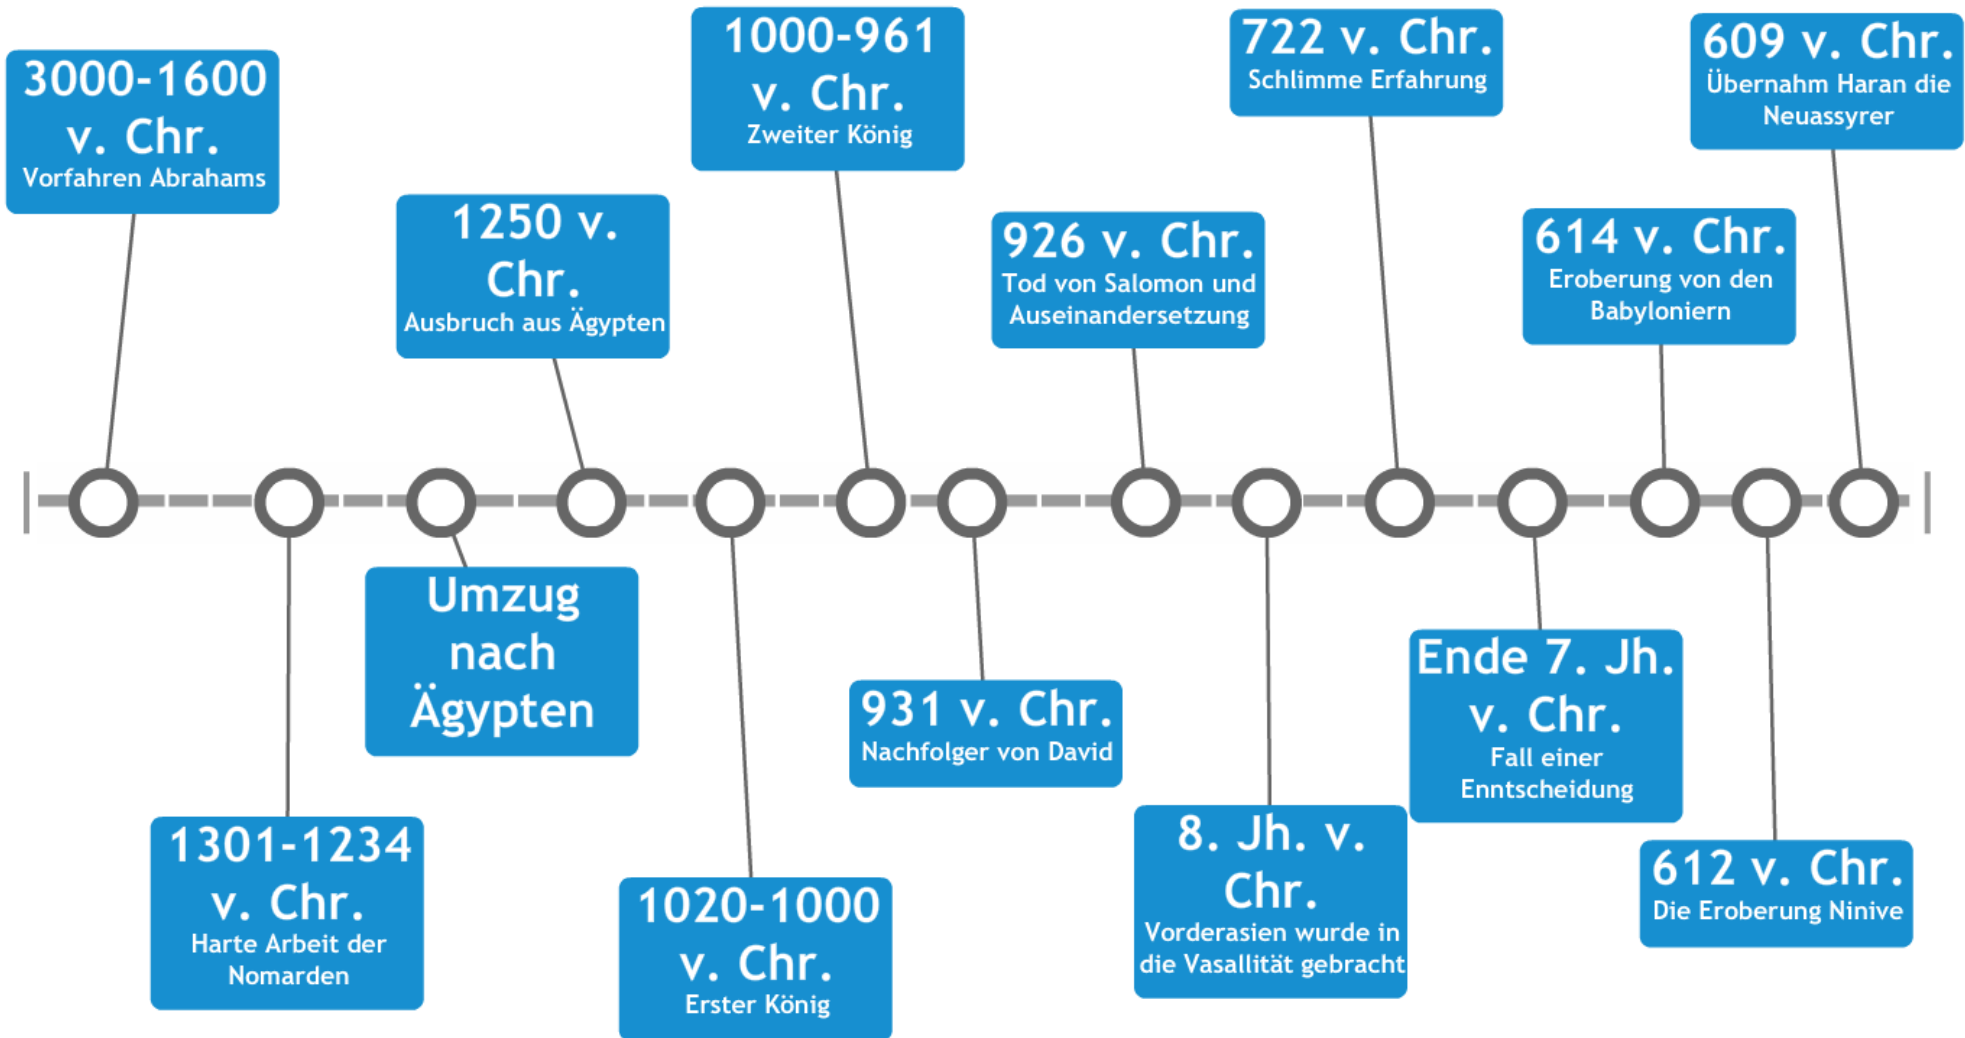 3000-1600
v. Chr.
Vorfahren Abrahams
1301-1234
v. Chr.
Harte Arbeit der
Nomarden
Umzug
nach
Ägypten
1250 v.
Chr.
Ausbruch aus Ägypten
1020-1000
v. Chr.
Erster König
1000-961
v. Chr.
Zweiter König
931 v. Chr.
Nachfolger von David
926 v. Chr.
Tod von Salomon und
Auseinandersetzung
8. Jh. v.
Chr.
Vorderasien wurde in
die Vasallität gebracht
722 v. Chr.
Schlimme Erfahrung
Ende 7. Jh.
v. Chr.
Fall einer
Enntscheidung
614 v. Chr.
Eroberung von den
Babyloniern
612 v. Chr.
Die Eroberung Ninive
609 v. Chr.
Übernahm Haran die
Neuassyrer